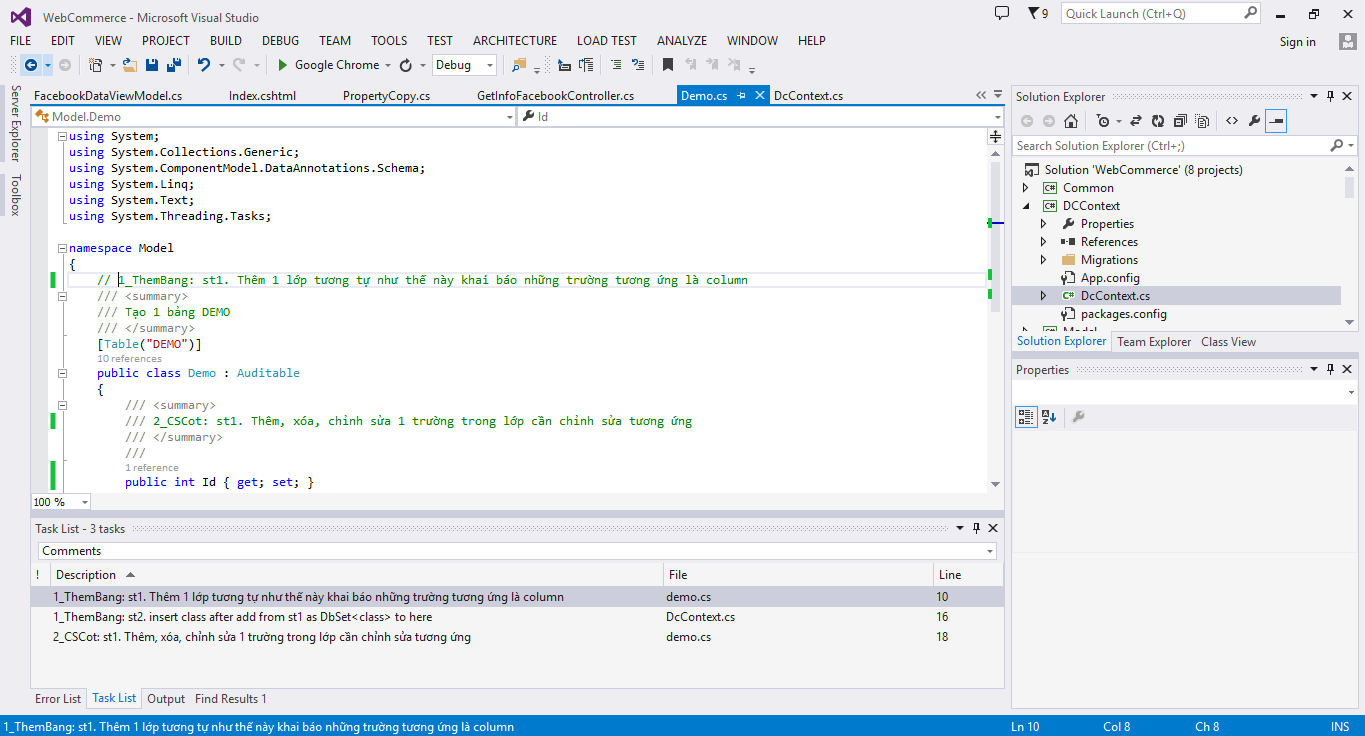 WebCommerce - Microsoft Visual Studio
9
Quick Launch (Ctrl+Q)
FILE EDIT VIEW PROJECT BUILD DEBUG TEAM TOOLS TEST ARCHITECTURE LOAD TEST ANALYZE WINDOW HELP
Sign in
Google Chrome Debug
Server Explorer
Toolbox
FacebookDataViewModel.cs Index.cshtml PropertyCopy.cs GetInfoFacebookController.cs Demo.cs DcContext.cs
Model.Demo Id
using System;
using System.Collections.Generic;
using System.ComponentModel.DataAnnotations.Schema;
using System.Linq;
using System.Text;
using System.Threading.Tasks;
namespace Model
{
// 1_ThemBang: st1. Thêm 1 lớp tương tự như thế này khai báo những trường tương ứng là column
/// <summary>
/// Tạo 1 bảng DEMO
/// </summary>
[Table("DEMO")]
10 references
public class Demo : Auditable
{
/// <summary>
/// 2_CSCot: st1. Thêm, xóa, chỉnh sửa 1 trường trong lớp cần chỉnh sửa tương ứng
/// </summary>
///
1 reference
public int Id { get; set; }
100 %
Solution Explorer
Search Solution Explorer (Ctrl+;)
Solution 'WebCommerce' (8 projects)
C# Common
C# DCContext
Properties
References
Migrations
App.config
C# DcContext.cs
packages.config
Model
Solution Explorer Team Explorer Class View
Properties
Task List - 3 tasks
Comments
! Description File Line
1_ThemBang: st1. Thêm 1 lớp tương tự như thế này khai báo những trường tương ứng là column demo.cs 10
1_ThemBang: st2. insert class after add from st1 as DbSet<class> to here DcContext.cs 16
2_CSCot: st1. Thêm, xóa, chỉnh sửa 1 trường trong lớp cần chỉnh sửa tương ứng demo.cs 18
Error List Task List Output Find Results 1
1_ThemBang: st1. Thêm 1 lớp tương tự như thế này khai báo những trường tương ứng là column Ln 10 Col 8 Ch 8 INS